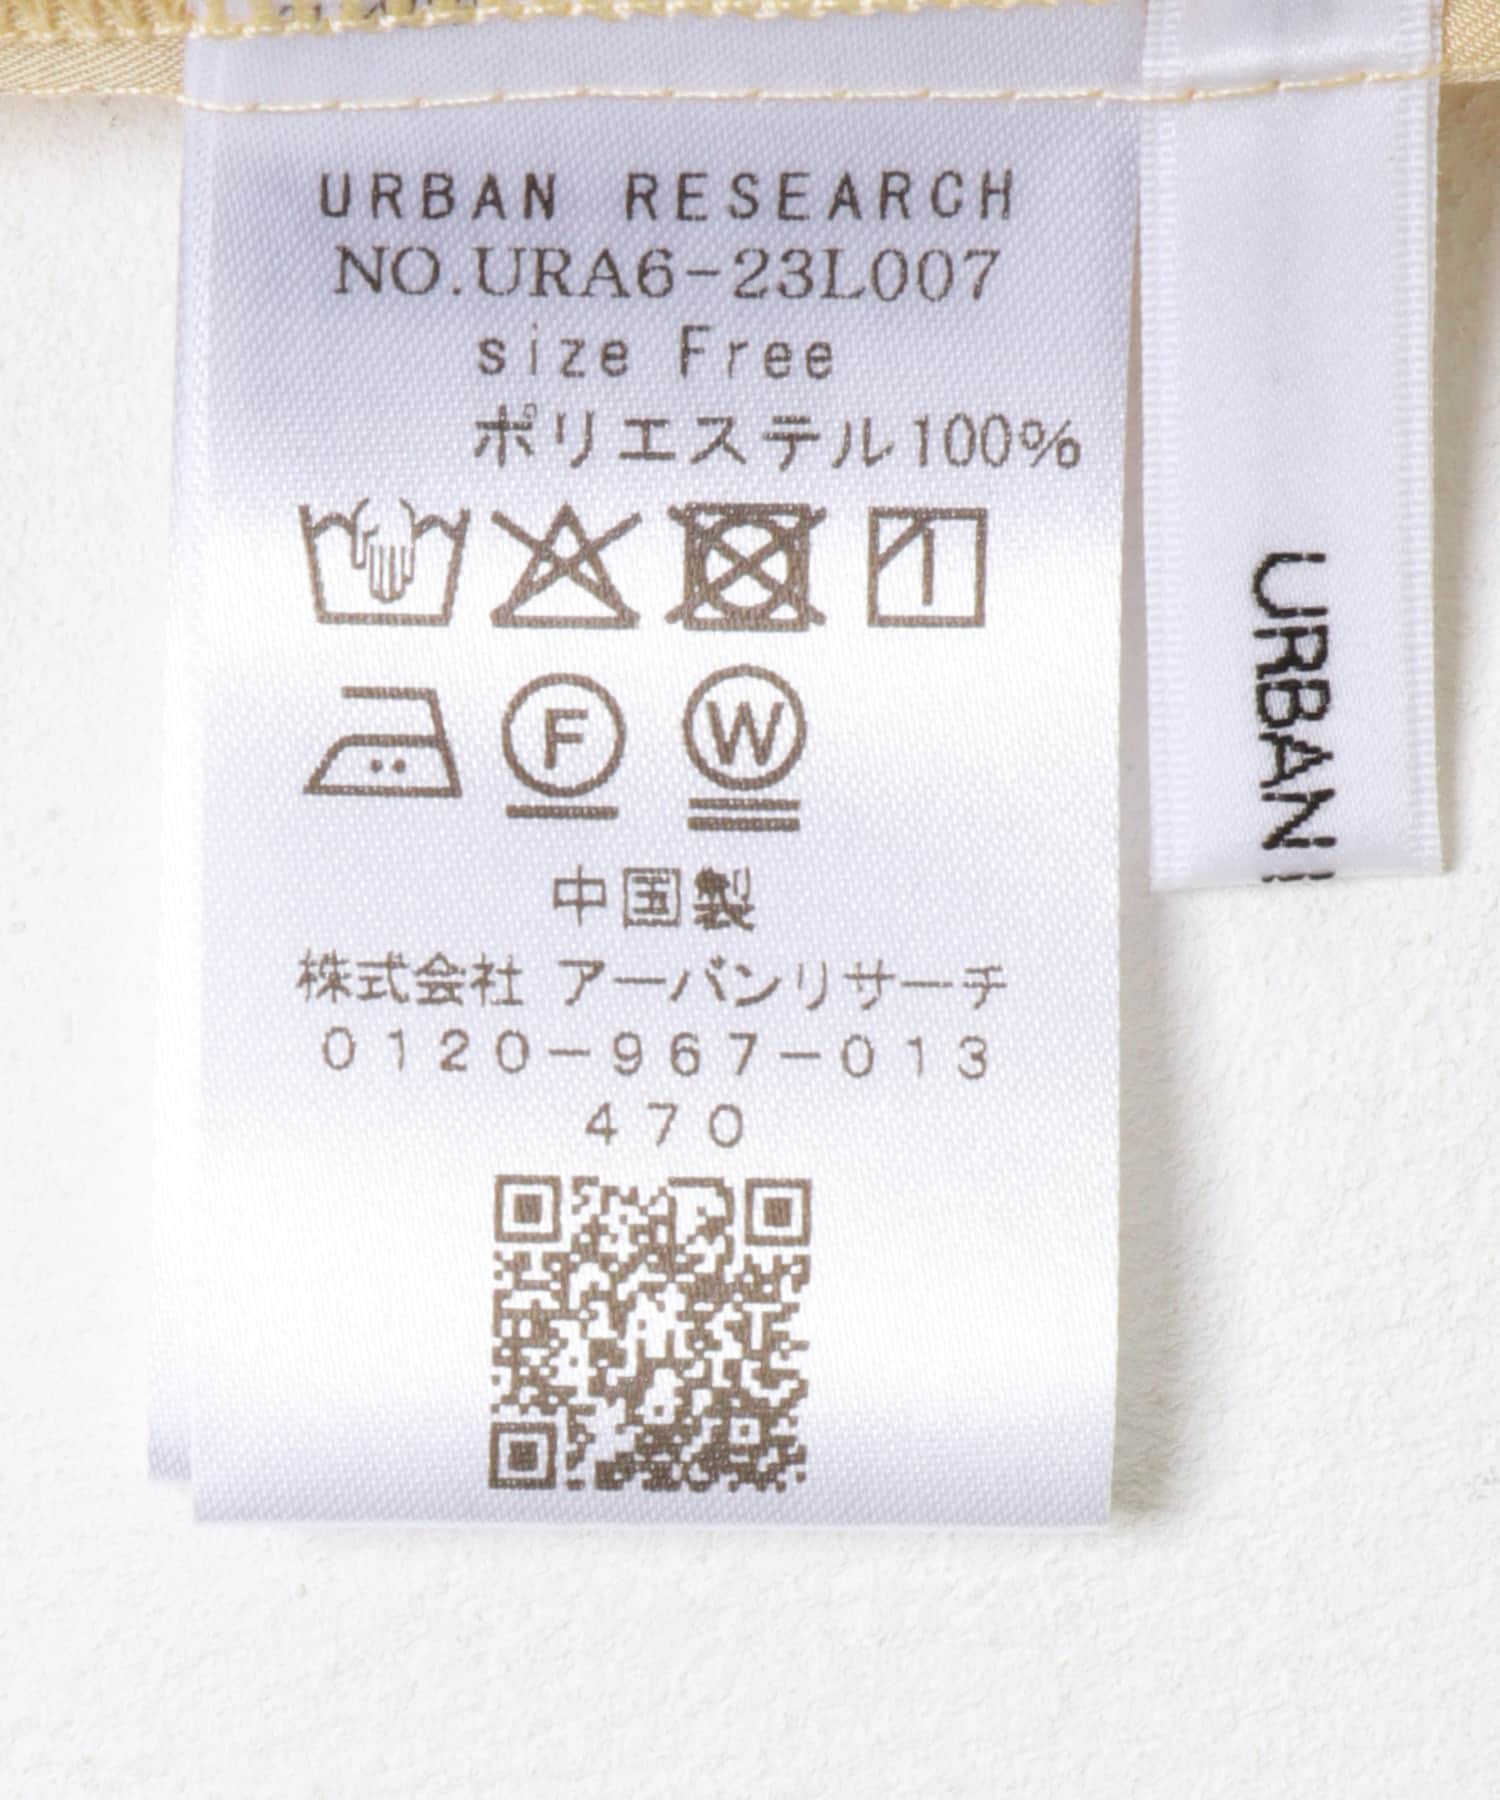 URBAN RESEARCH
NO.URA6-23L007
size Free
ポリエステル100%
F
W
中国製
株式会社 アーバンリサーチ
0120-967-013
470
URBAN